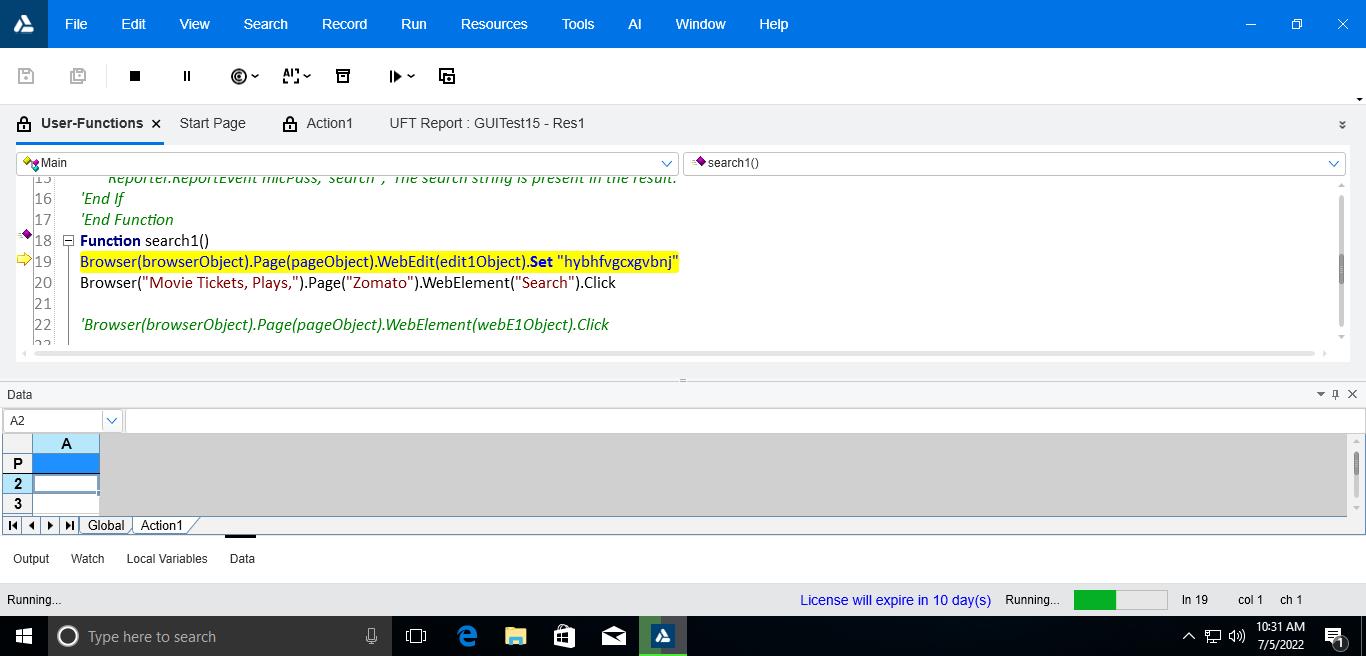 File Edit View Search Record Run Resources Tools AI Window Help
User-Functions Start Page Action1 UFT Report : GUITest15 - Res1
Main search1()
15 'Reporter.ReportEvent micPass, "search", "The search string is present in the result."
16 'End If
17 'End Function
18 Function search1()
19 Browser(browserObject).Page(pageObject).WebEdit(edit1Object).Set "hybhfvgcxgvbnj"
20 Browser("Movie Tickets, Plays,").Page("Zomato").WebElement("Search").Click
21
22 'Browser(browserObject).Page(pageObject).WebElement(webE1Object).Click
23
Data
A2
A
P
2
3
Global Action1
Output Watch Local Variables Data
Running... License will expire in 10 day(s) Running... ln 19 col 1 ch 1
Type here to search
10:31 AM
7/5/2022
1